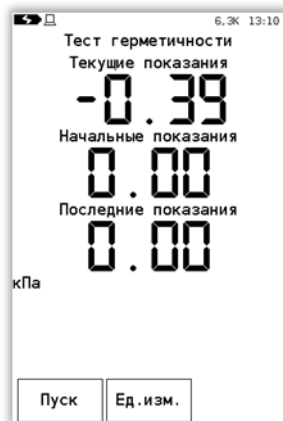 6,3K 13:10
Тест герметичности
Текущие показания
-0.39
Начальные показания
0.00
Последние показания
0.00
кПа
Пуск Ед.изм.